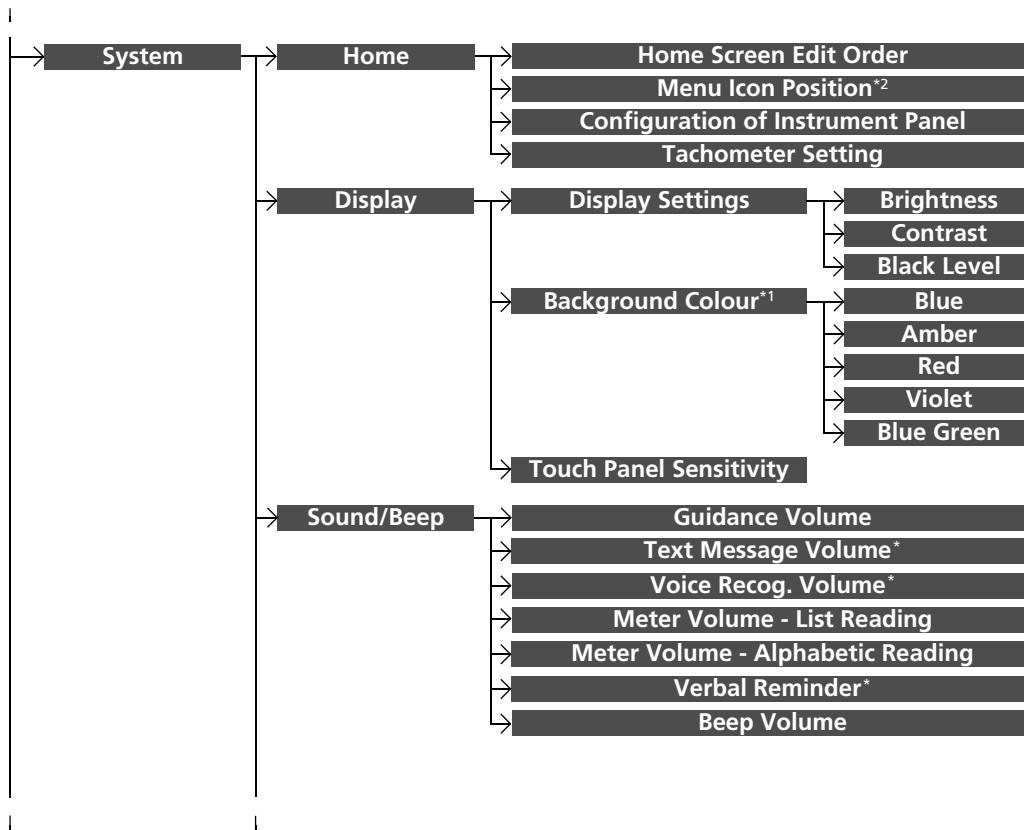 System
Home
Home Screen Edit Order
Menu Icon Position*2
Configuration of Instrument Panel
Tachometer Setting
Display
Display Settings
Brightness
Contrast
Black Level
Background Colour*1
Blue
Amber
Red
Violet
Blue Green
Touch Panel Sensitivity
Sound/Beep
Guidance Volume
Text Message Volume*
Voice Recog. Volume*
Meter Volume - List Reading
Meter Volume - Alphabetic Reading
Verbal Reminder*
Beep Volume